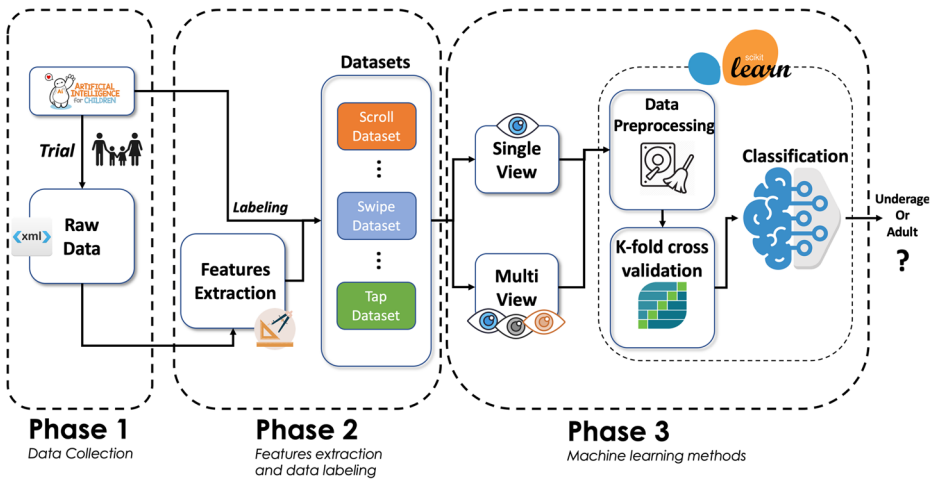 Datasets
scikit
learn
AI
ARTIFICIAL
INTELLIGENCE
for CHILDREN
Trial
Raw
Data
xml
Labeling
Features
Extraction
Scroll
Dataset
...
Swipe
Dataset
...
Tap
Dataset
Single
View
Multi
View
Data
Preprocessing
K-fold cross
validation
Classification
Underage
Or
Adult
?
Phase 1
Data Collection
Phase 2
Features extraction
and data labeling
Phase 3
Machine learning methods